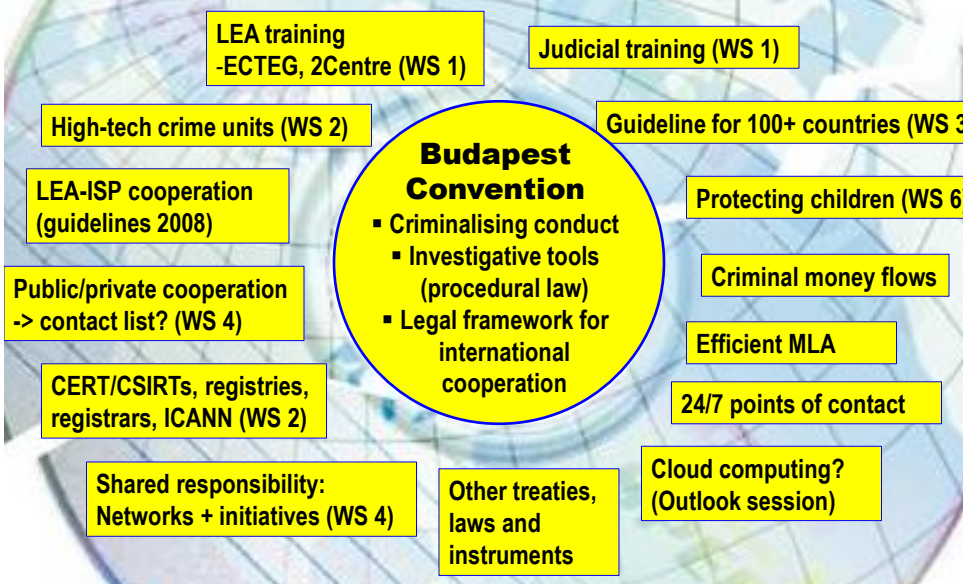 LEA training
-ECTEG, 2Centre (WS 1)
Judicial training (WS 1)
High-tech crime units (WS 2)
Guideline for 100+ countries (WS 3
LEA-ISP cooperation
(guidelines 2008)
Budapest
Convention
▪ Criminalising conduct
▪ Investigative tools
(procedural law)
▪ Legal framework for
international
cooperation
Protecting children (WS 6)
Public/private cooperation
-> contact list? (WS 4)
Criminal money flows
Efficient MLA
CERT/CSIRTs, registries,
registrars, ICANN (WS 2)
24/7 points of contact
Shared responsibility:
Networks + initiatives (WS 4)
Other treaties,
laws and
instruments
Cloud computing?
(Outlook session)